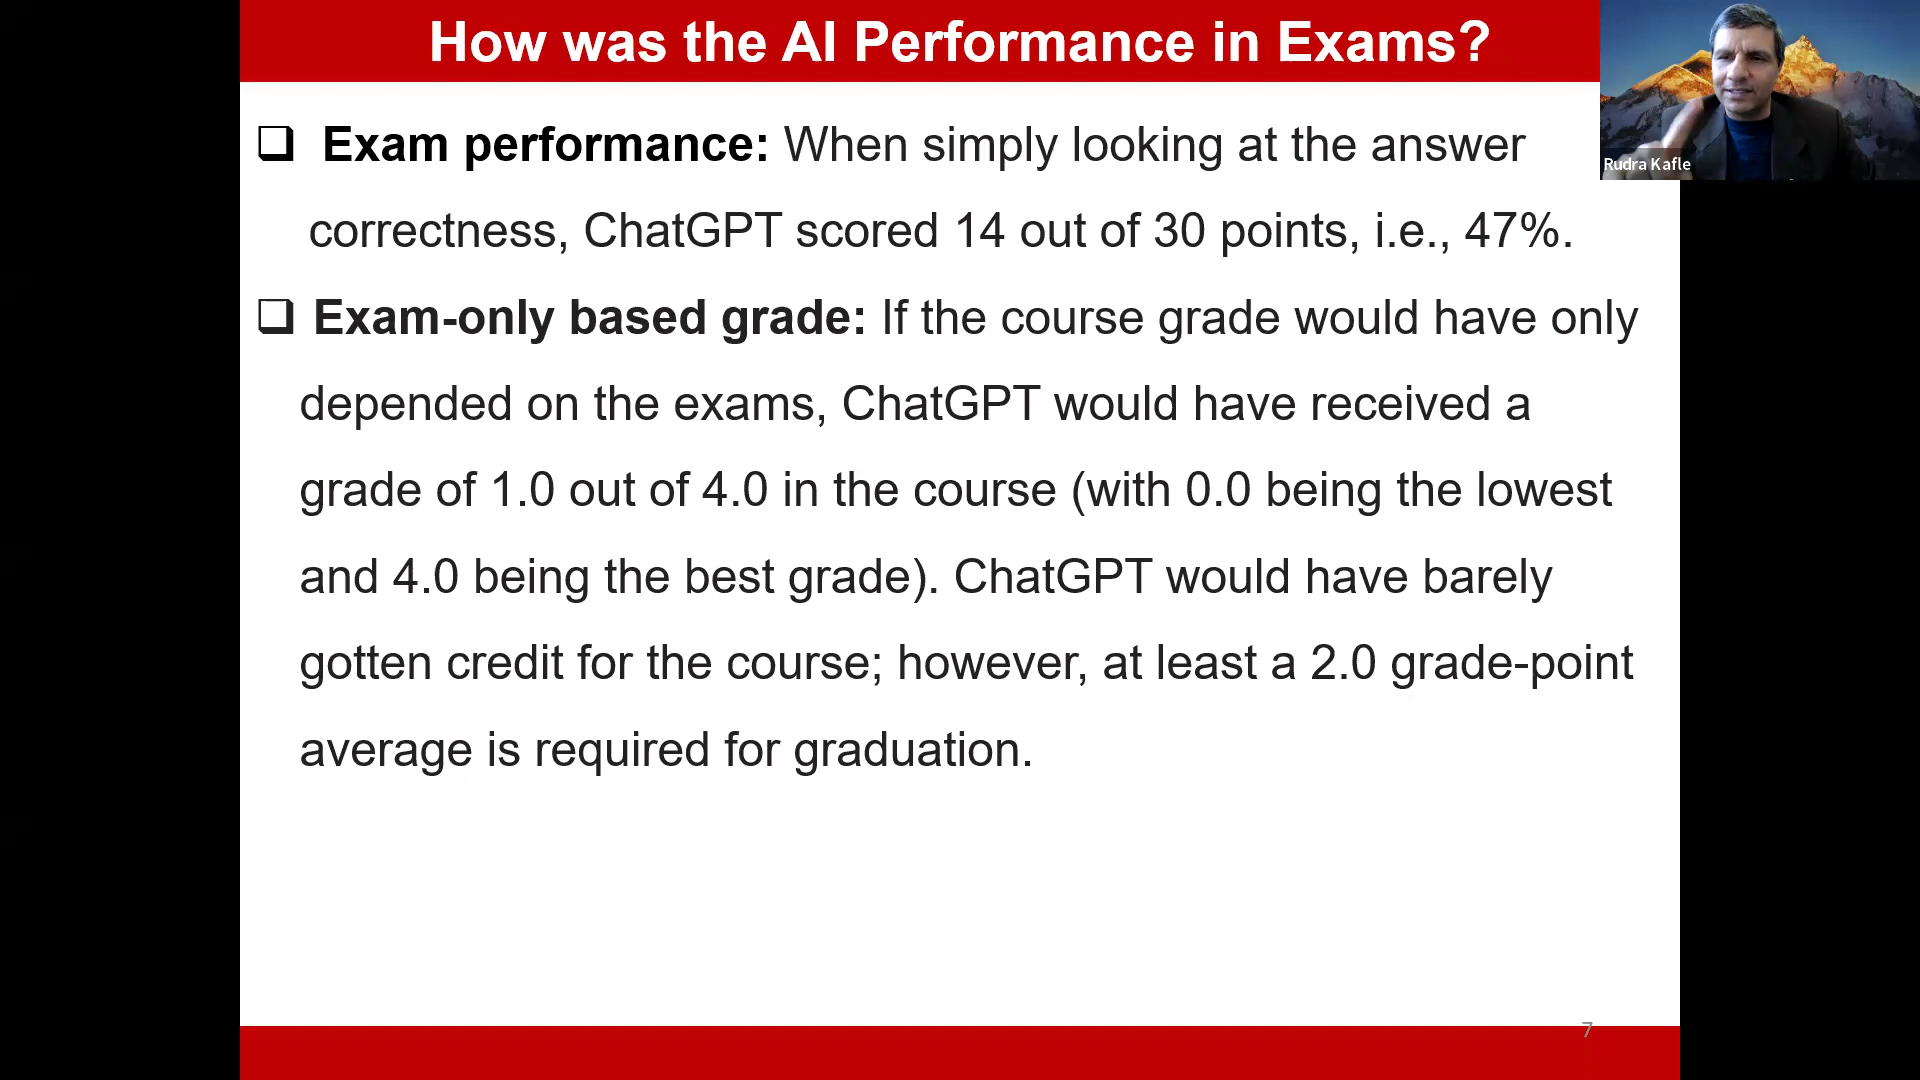 How was the AI Performance in Exams?
Rudra Kafle
❑ Exam performance: When simply looking at the answer
correctness, ChatGPT scored 14 out of 30 points, i.e., 47%.
❑ Exam-only based grade: If the course grade would have only
depended on the exams, ChatGPT would have received a
grade of 1.0 out of 4.0 in the course (with 0.0 being the lowest
and 4.0 being the best grade). ChatGPT would have barely
gotten credit for the course; however, at least a 2.0 grade-point
average is required for graduation.
7